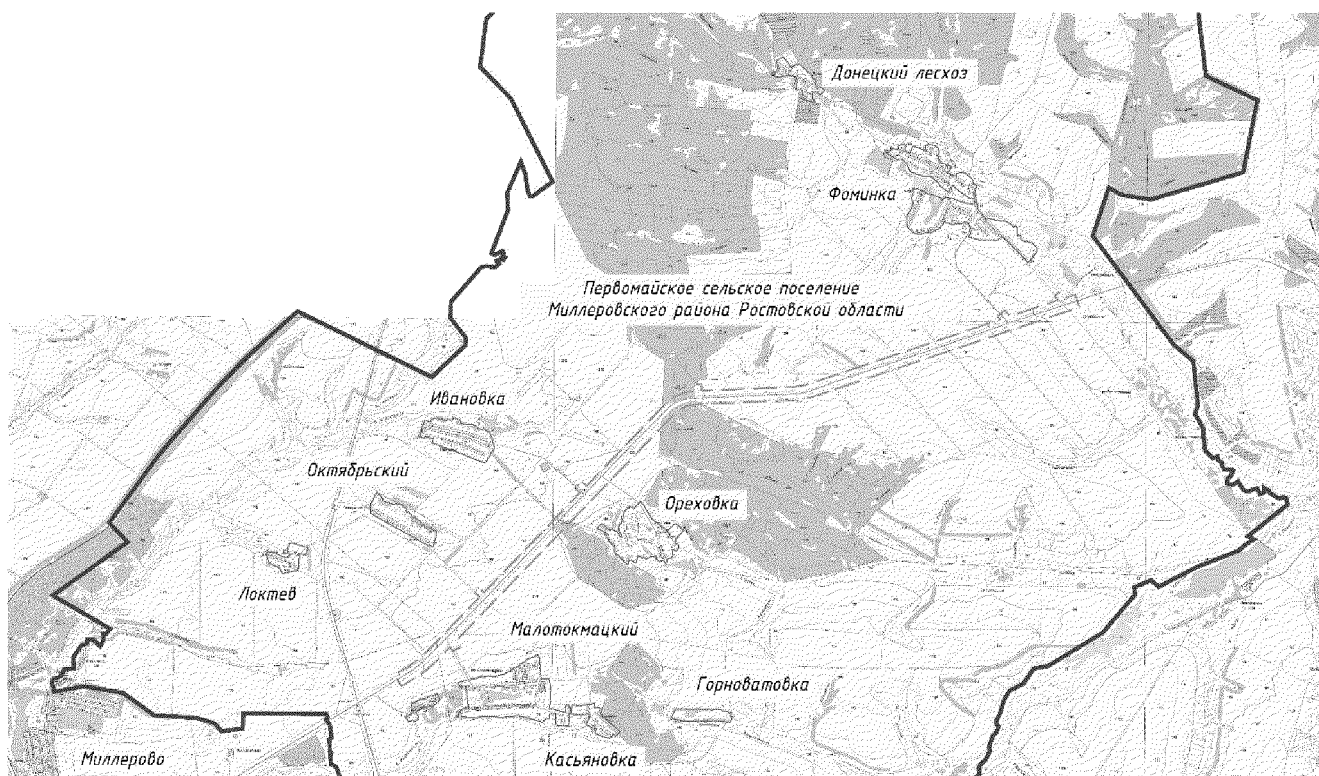 Донецкий лесхоз
Фоминка
Первомайское сельское поселение
Миллеровского района Ростовской области
Ивановка
Октябрьский
Ореховка
Локтев
Малотокмацкий
Горноватовка
Миллерово
Касьяновка